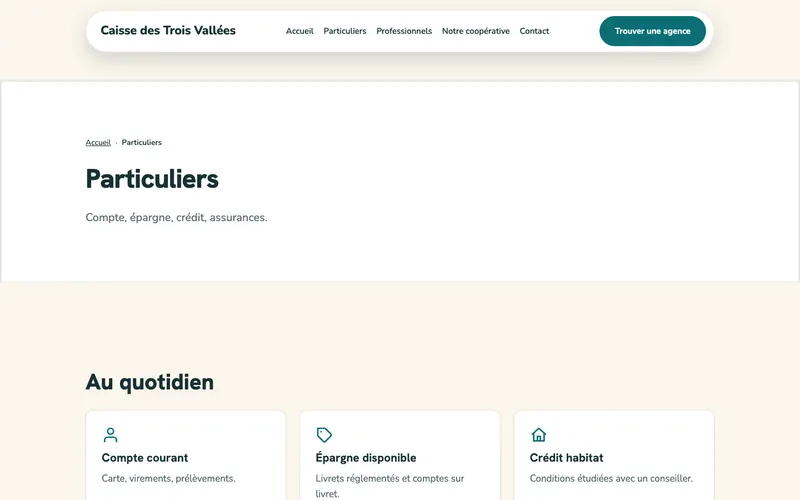 Caisse des Trois Vallées
Accueil Particuliers Professionnels Notre coopérative Contact
Trouver une agence
Accueil · Particuliers
Particuliers
Compte, épargne, crédit, assurances.
Au quotidien
Compte courant
Carte, virements, prélèvements.
Épargne disponible
Livrets réglementés et comptes sur
livret.
Crédit habitat
Conditions étudiées avec un conseiller.